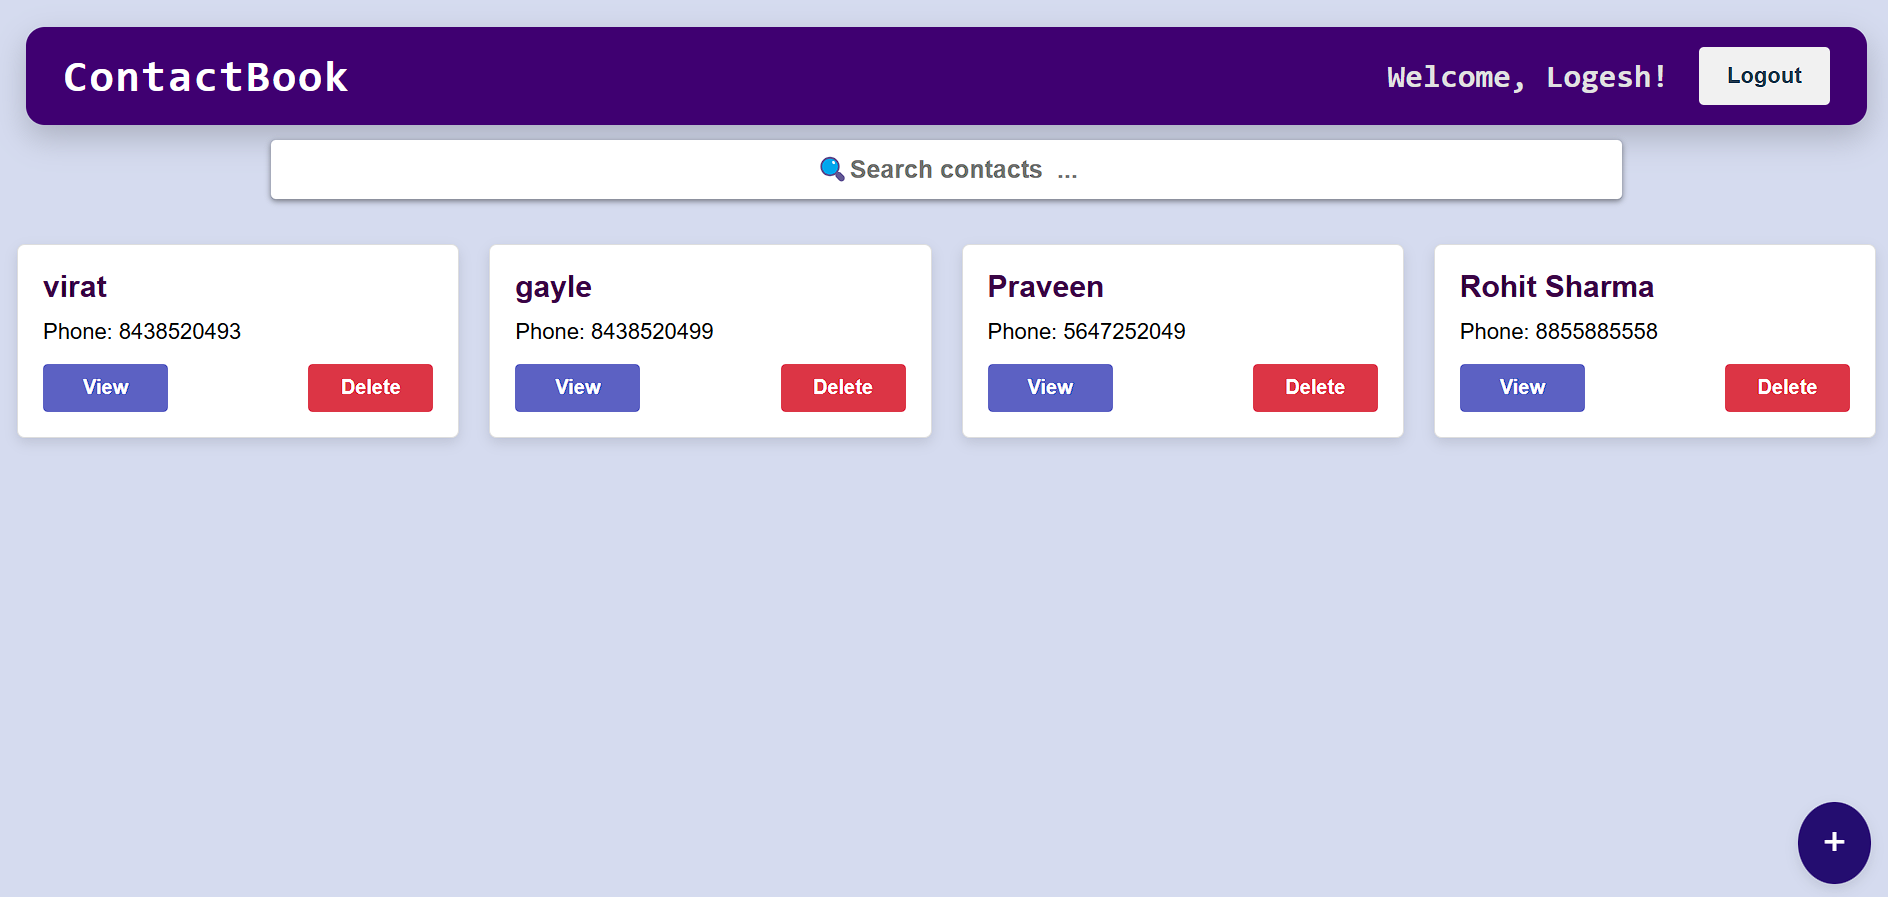 ContactBook
Welcome, Logesh!
Logout
🔍Search contacts ...
virat
Phone: 8438520493
View
Delete
gayle
Phone: 8438520499
View
Delete
Praveen
Phone: 5647252049
View
Delete
Rohit Sharma
Phone: 8855885558
View
Delete
+